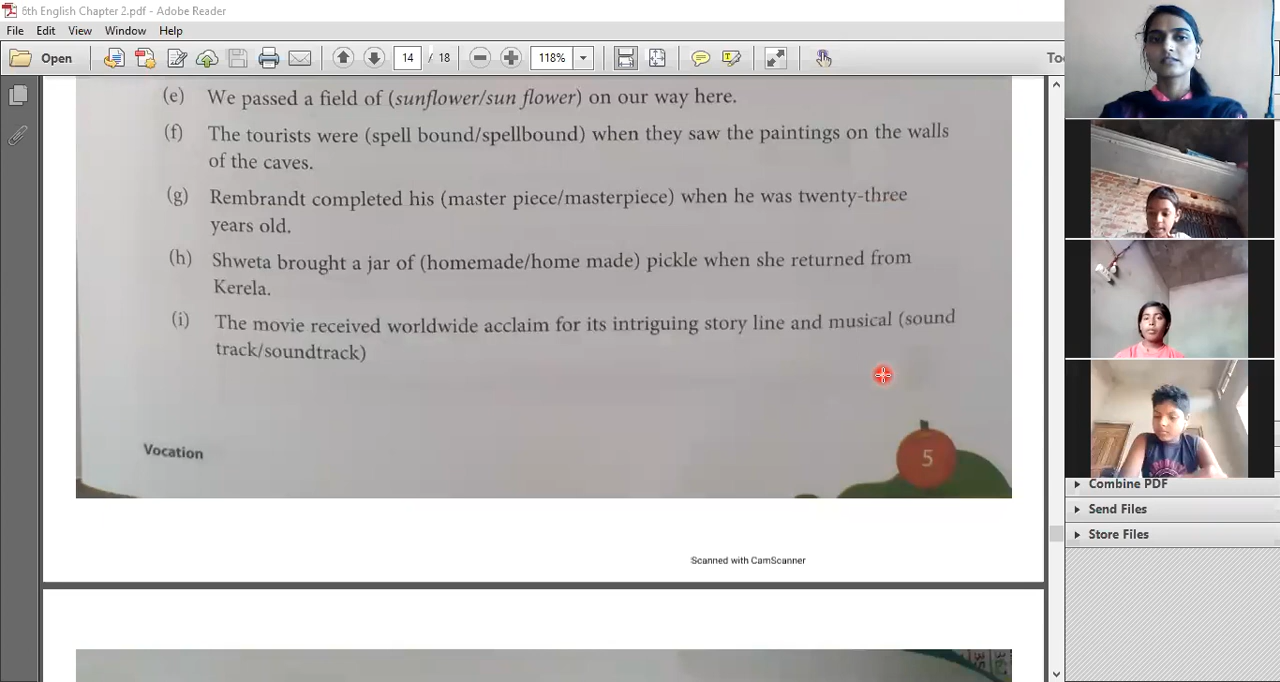 6th English Chapter 2.pdf - Adobe Reader
File Edit View Window Help
Open 14 / 18 118%
(e) We passed a field of (sunflower/sun flower) on our way here.
(f) The tourists were (spell bound/spellbound) when they saw the paintings on the walls
of the caves.
(g) Rembrandt completed his (master piece/masterpiece) when he was twenty-three
years old.
(h) Shweta brought a jar of (homemade/home made) pickle when she returned from
Kerela.
(i) The movie received worldwide acclaim for its intriguing story line and musical (sound
track/soundtrack)
Vocation
5
Scanned with CamScanner
Combine PDF
Send Files
Store Files